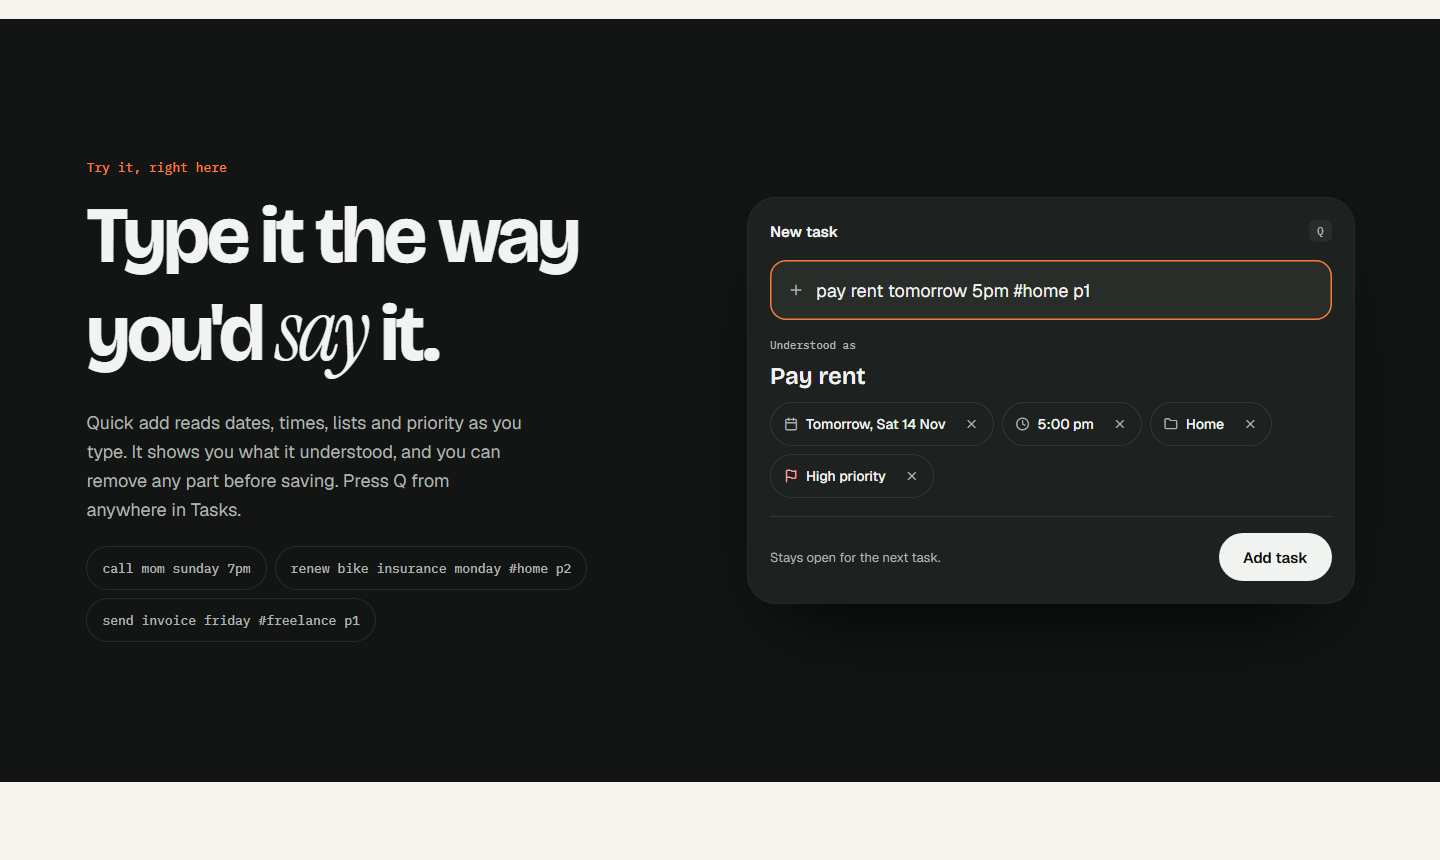 Try it, right here
Type it the way
you'd say it.
Quick add reads dates, times, lists and priority as you
type. It shows you what it understood, and you can
remove any part before saving. Press Q from
anywhere in Tasks.
call mom sunday 7pm
renew bike insurance monday #home p2
send invoice friday #freelance p1
New task
Q
pay rent tomorrow 5pm #home p1
Understood as
Pay rent
Tomorrow, Sat 14 Nov
5:00 pm
Home
High priority
Stays open for the next task.
Add task